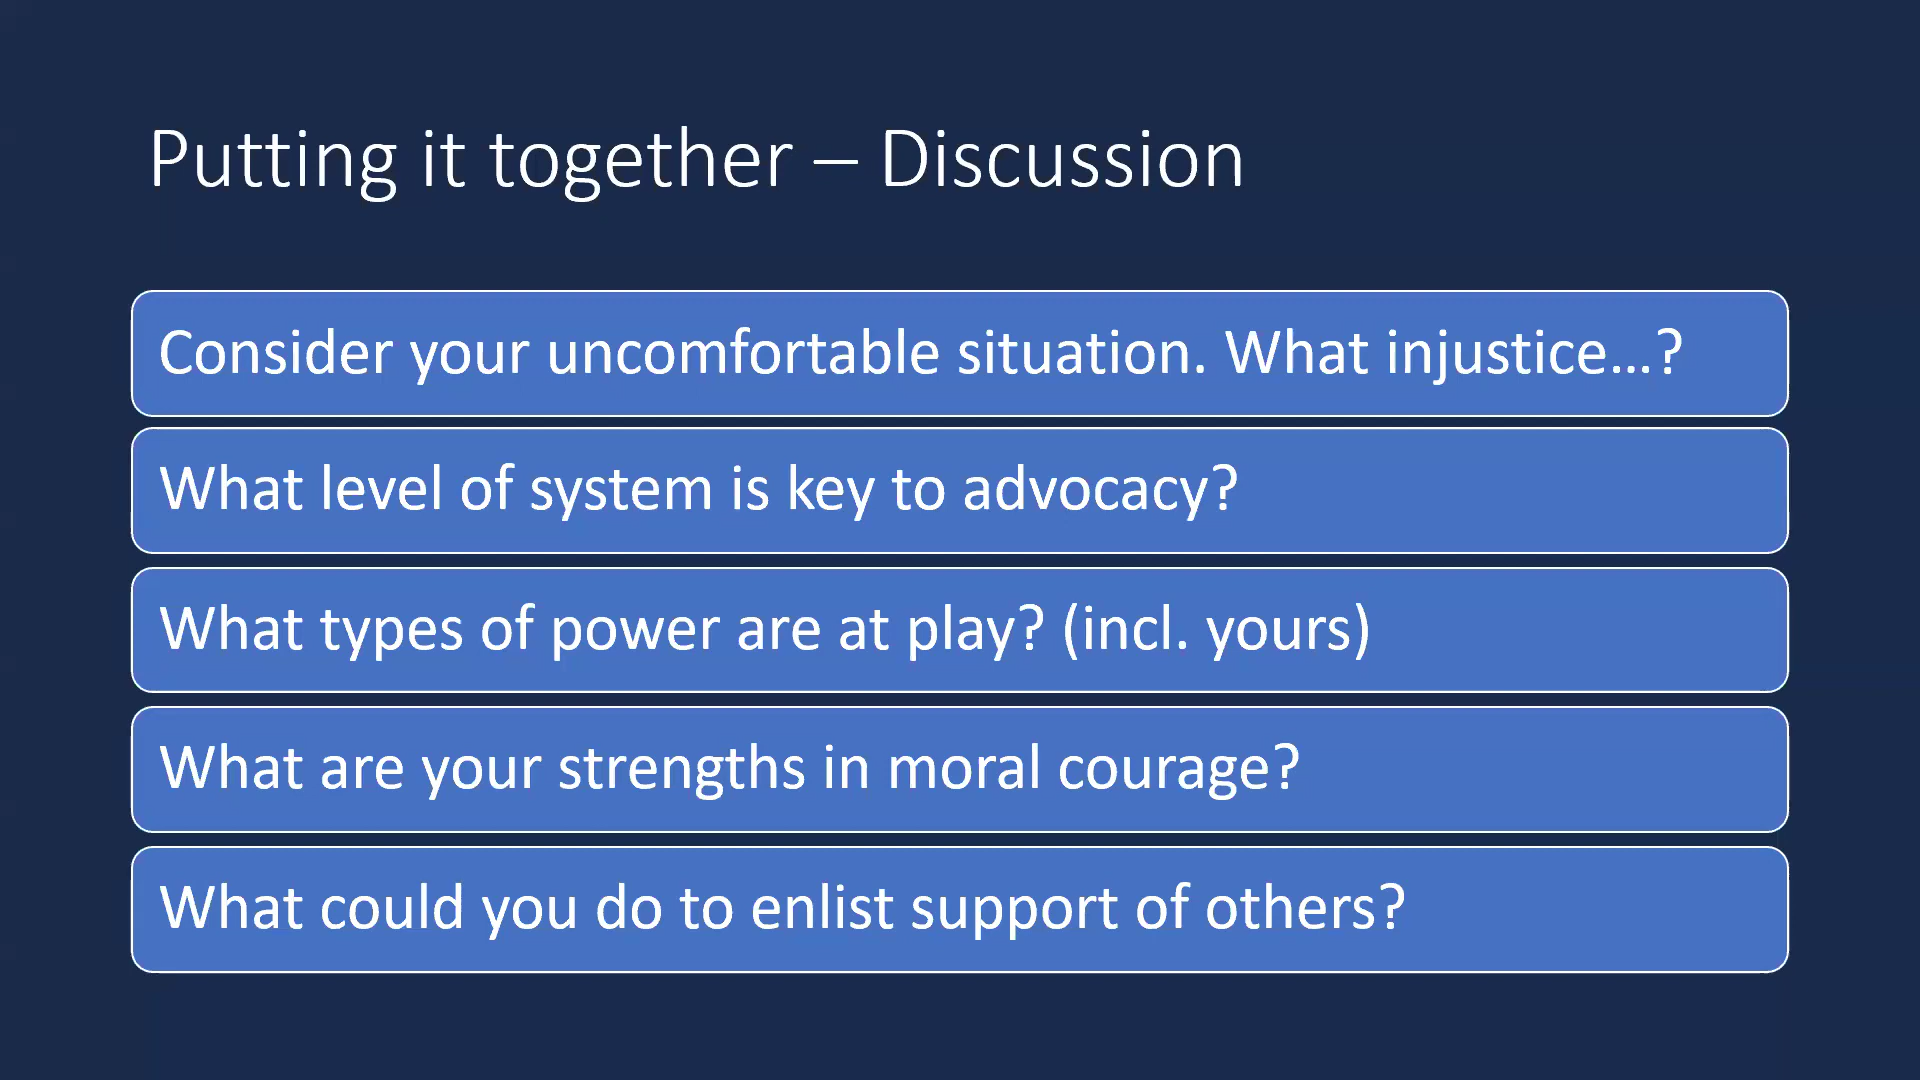 Putting it together – Discussion
Consider your uncomfortable situation. What injustice...?
What level of system is key to advocacy?
What types of power are at play? (incl. yours)
What are your strengths in moral courage?
What could you do to enlist support of others?